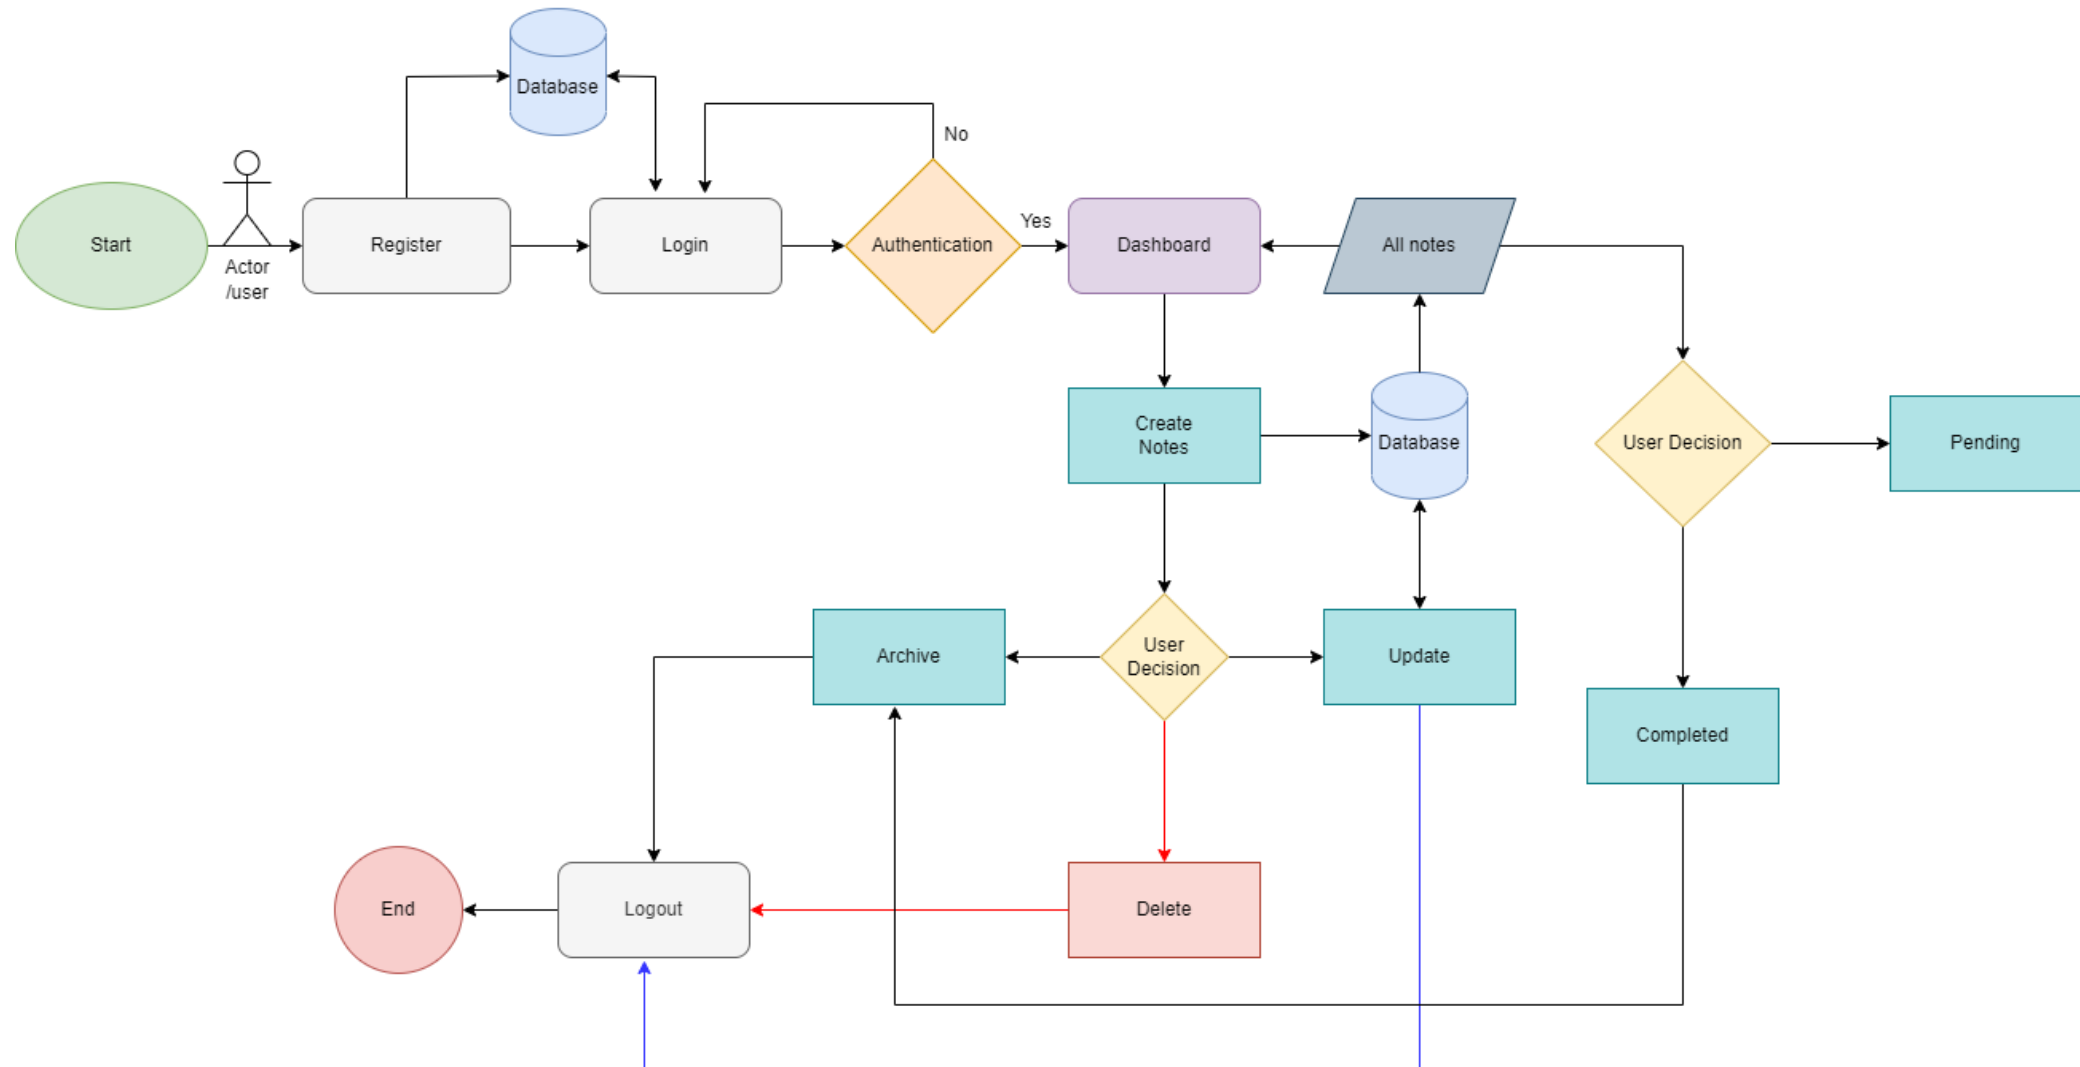 Database
No
Start
Actor
/user
Register
Login
Authentication
Yes
Dashboard
All notes
Create
Notes
Database
User Decision
Pending
Archive
User
Decision
Update
Completed
End
Logout
Delete